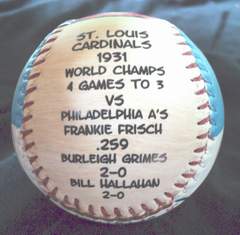 ST. LOUIS
CARDINALS
1931
WORLD CHAMPS
4 GAMES TO 3
VS
PHILADELPHIA A'S
FRANKIE FRISCH
.259
BURLEIGH GRIMES
2-0
BILL HALLAHAN
2-0